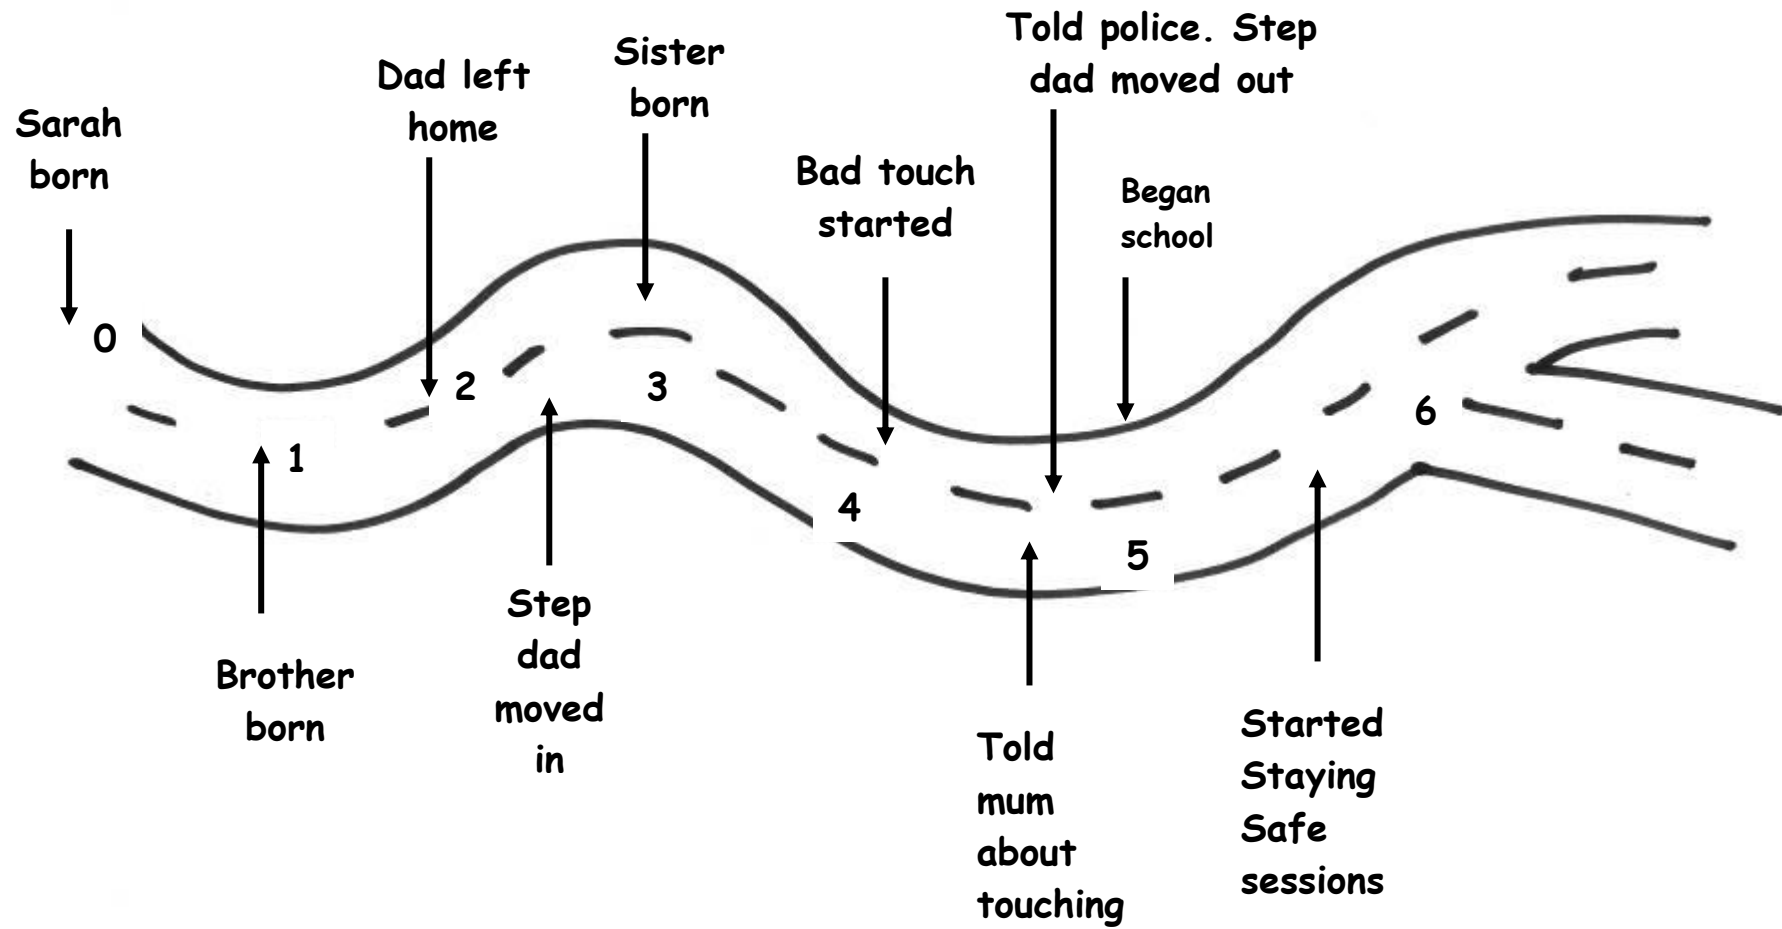 Told police. Step
dad moved out
Sister
born
Dad left
home
Sarah
born
Bad touch
started
Began
school
0
1
2
3
4
5
6
Brother
born
Step
dad
moved
in
Told
mum
about
touching
Started
Staying
Safe
sessions